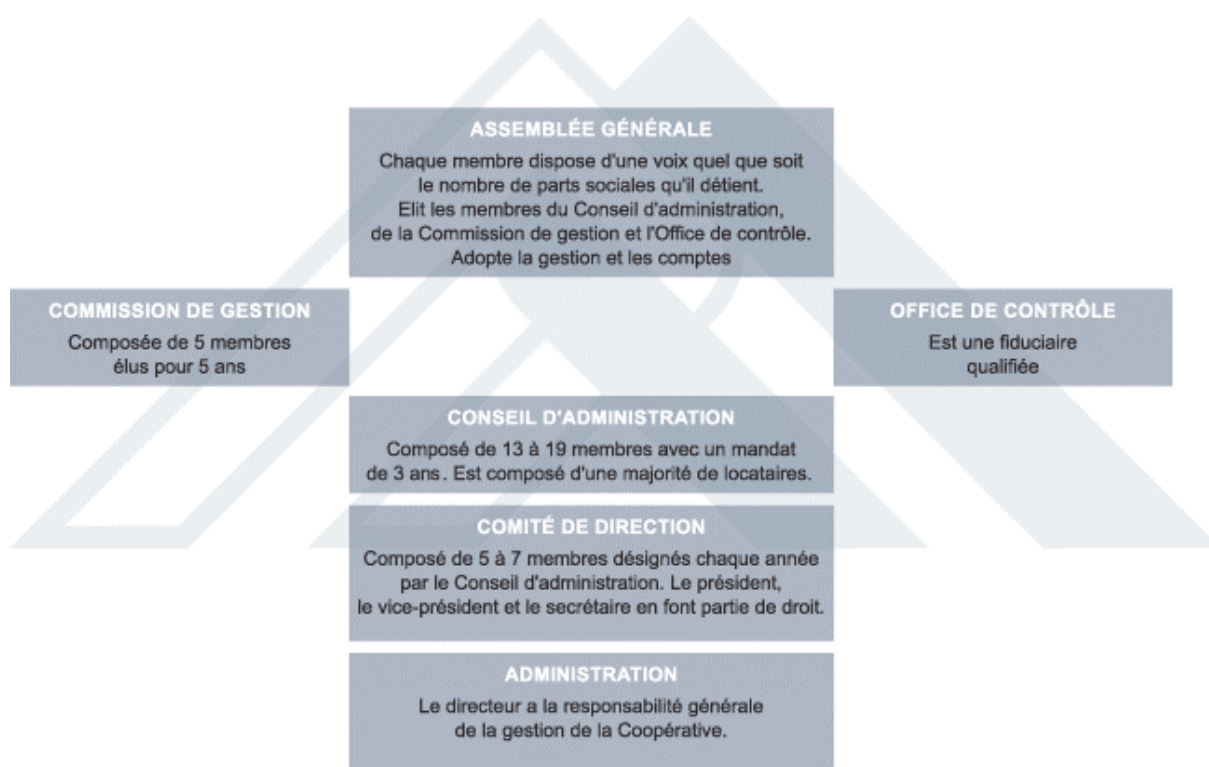 ASSEMBLÉE GÉNÉRALE
Chaque membre dispose d'une voix quel que soit
le nombre de parts sociales qu'il détient.
Elit les membres du Conseil d'administration,
de la Commission de gestion et l'Office de contrôle.
Adopte la gestion et les comptes
COMMISSION DE GESTION
Composée de 5 membres
élus pour 5 ans
OFFICE DE CONTRÔLE
Est une fiduciaire
qualifiée
CONSEIL D'ADMINISTRATION
Composé de 13 à 19 membres avec un mandat
de 3 ans. Est composé d'une majorité de locataires.
COMITÉ DE DIRECTION
Composé de 5 à 7 membres désignés chaque année
par le Conseil d'administration. Le président,
le vice-président et le secrétaire en font partie de droit.
ADMINISTRATION
Le directeur a la responsabilité générale
de la gestion de la Coopérative.